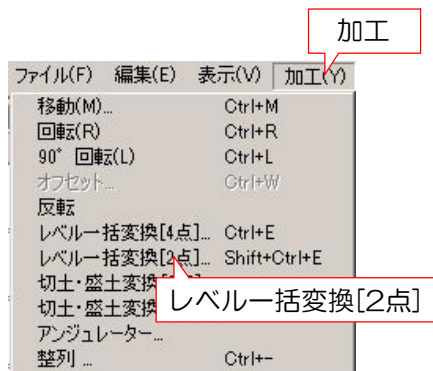 加工
ファイル(F) 編集(E) 表示(V) 加工(Y)
移動(M)... Ctrl+M
回転(R) Ctrl+R
90° 回転(L) Ctrl+L
オフセット... Ctrl+W
反転
レベル一括変換[4点]... Ctrl+E
レベル一括変換[2点]... Shift+Ctrl+E
切土・盛土変換
レベル一括変換[2点]
切土・盛土変換
アンジュレーター...
整列 ... Ctrl+-